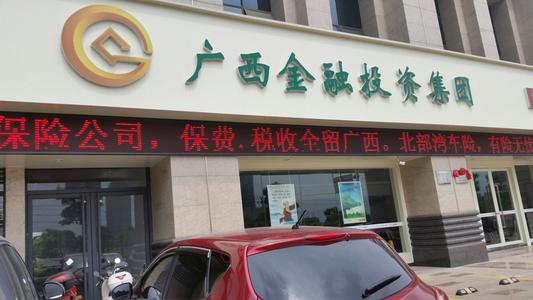 广西金融投资集团
保险公司，保费.税收全留广西。北部湾车险，有险无忧